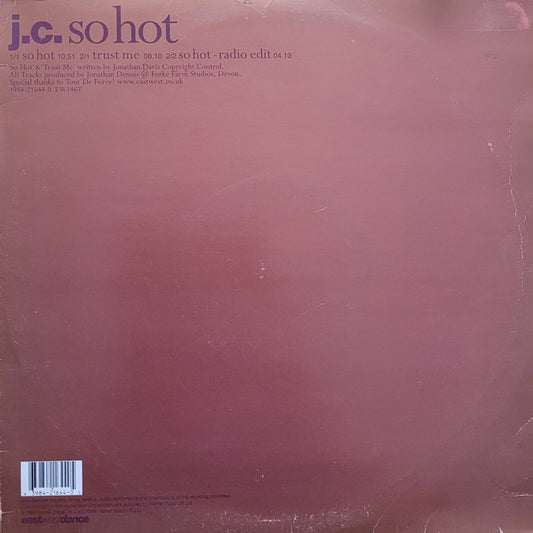 j.c. so hot
1/1 so hot 10.51 2/1 trust me 08.10 2/2 so hot - radio edit 04.13
'So Hot' & 'Trust Me' written by Jonathan Davis Copyright Control.
All Tracks produced by Jonathan Dennis @ Forke Farm Studios, Devon.
Special thanks to Tour De Force! www.eastwest.co.uk
3984-21644-0 EW146T
3984-21644-0
eastwestdance